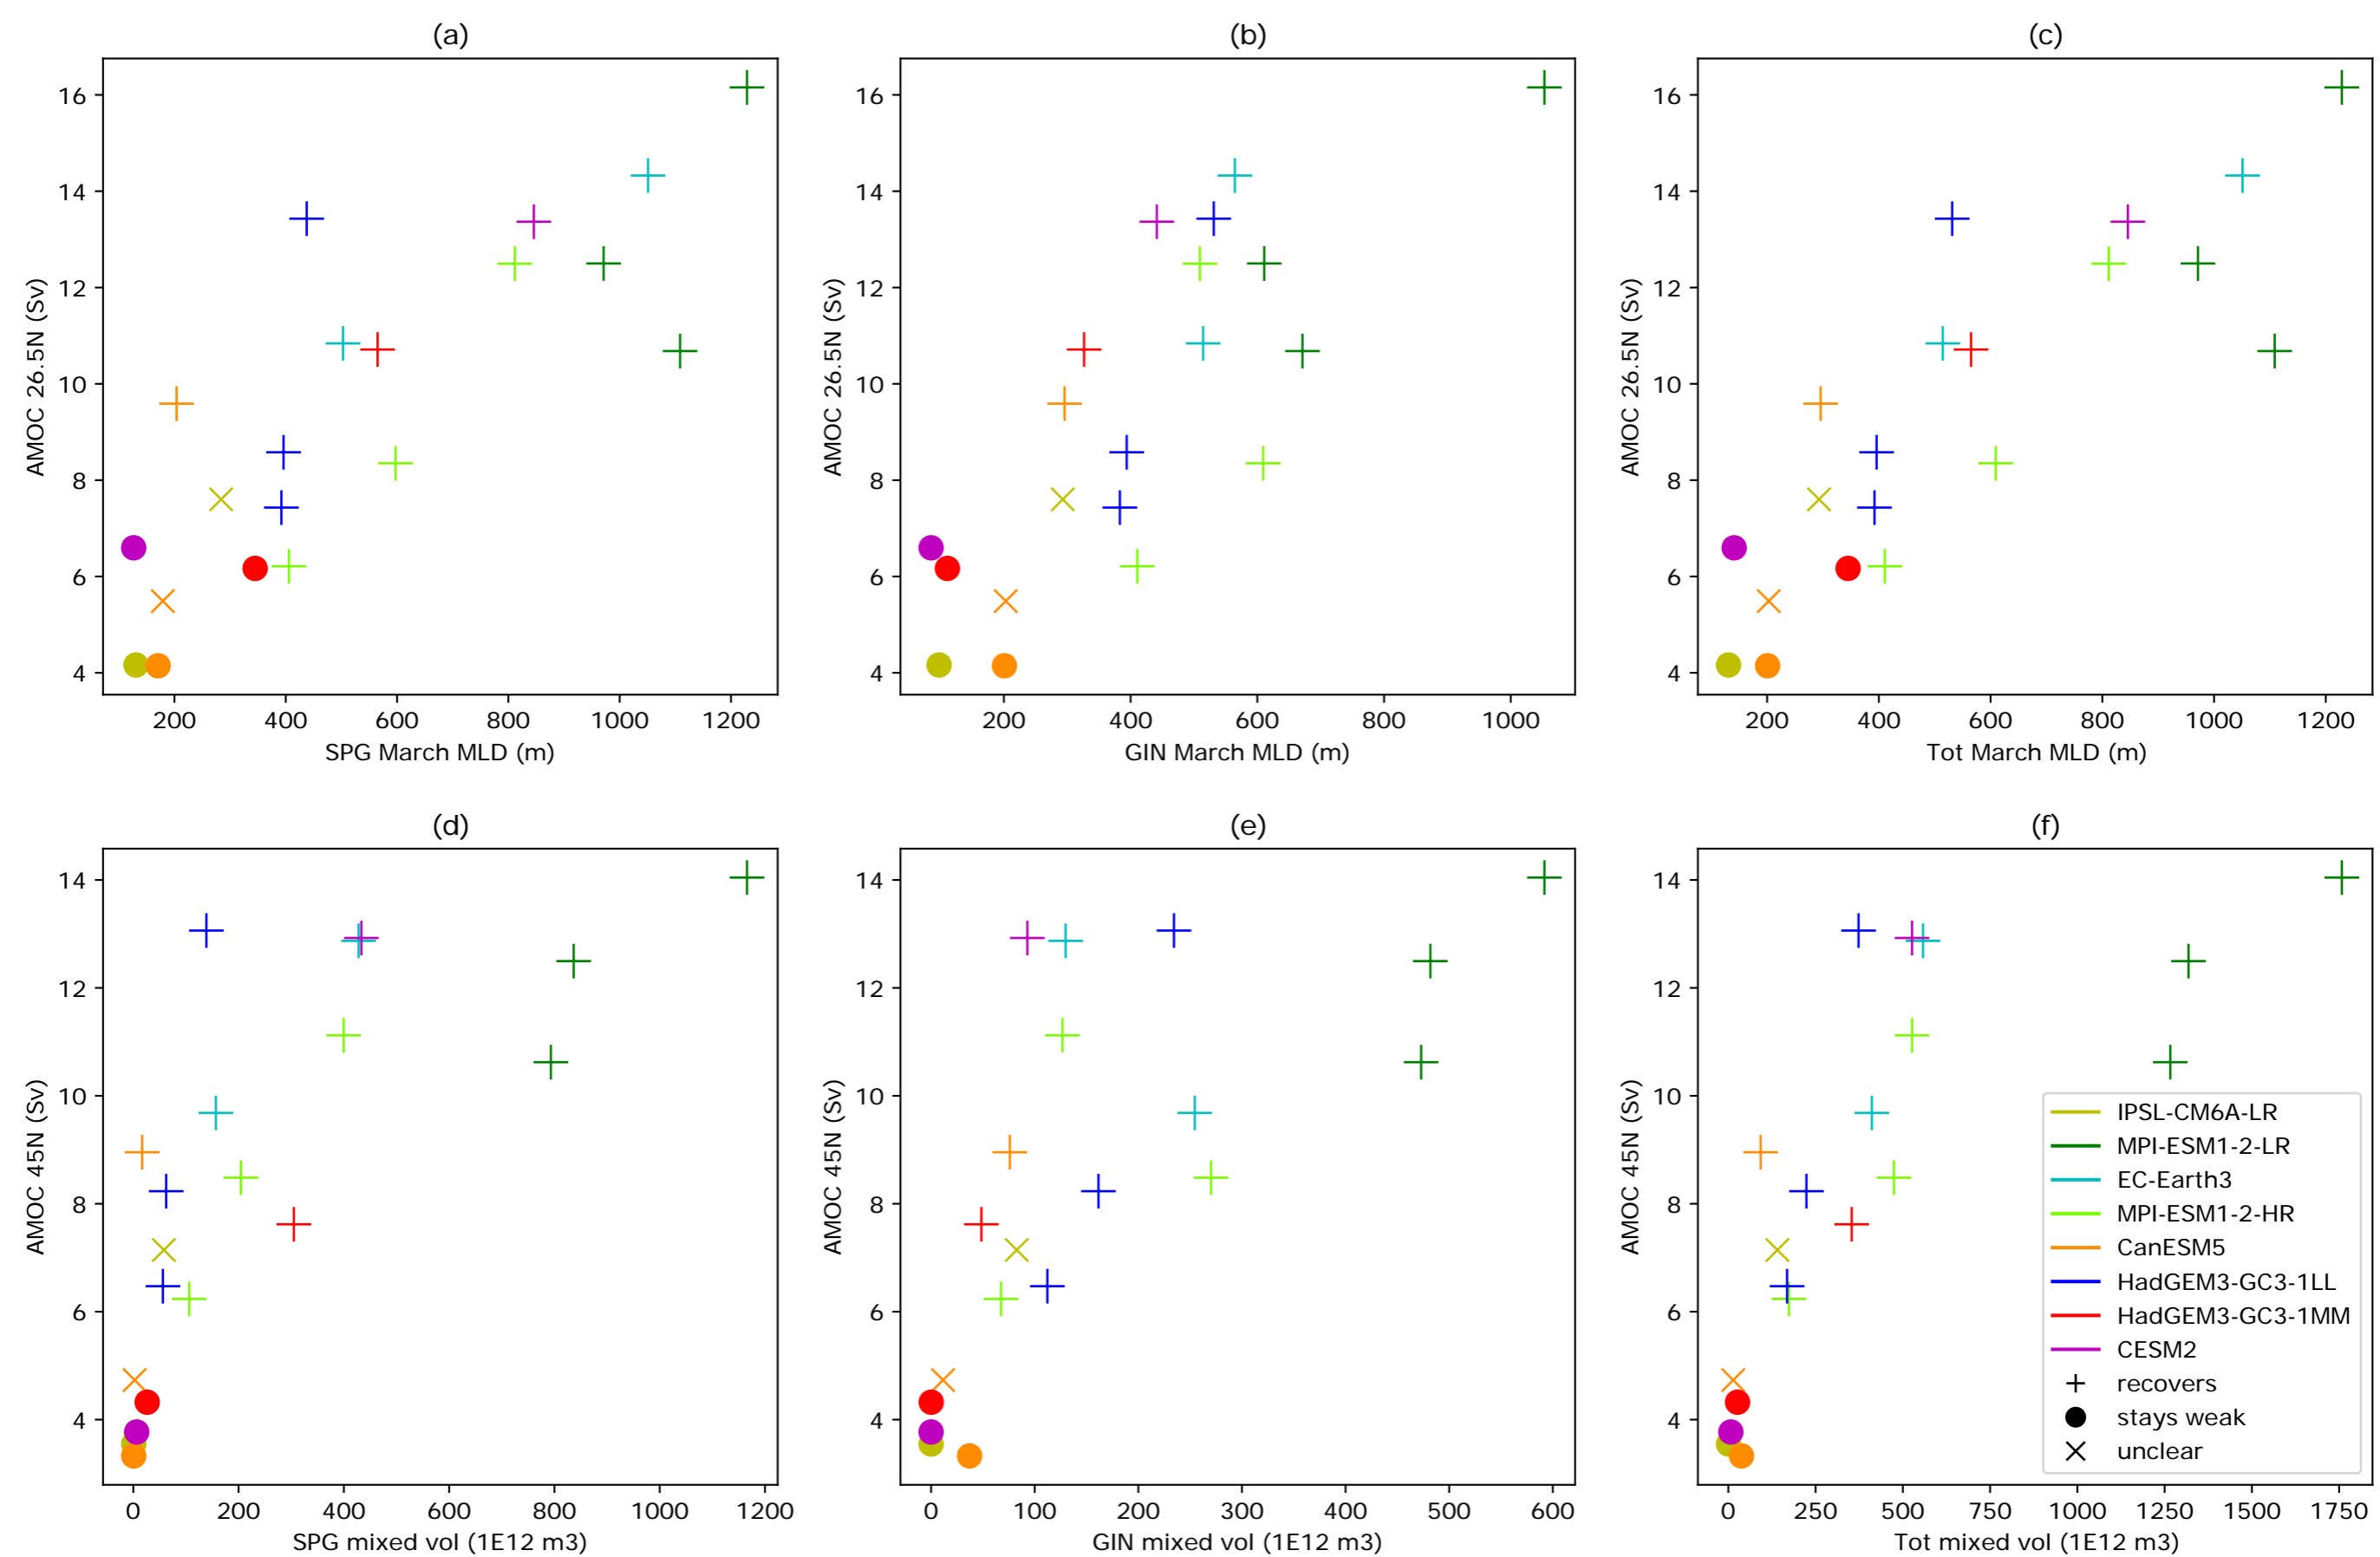 (a)
(b)
(c)
16
14
12
10
8
6
4
AMOC 26.5N (Sv)
200 400 600 800 1000 1200
SPG March MLD (m)
16
14
12
10
8
6
4
AMOC 26.5N (Sv)
200 400 600 800 1000
GIN March MLD (m)
16
14
12
10
8
6
4
AMOC 26.5N (Sv)
200 400 600 800 1000 1200
Tot March MLD (m)
(d)
(e)
(f)
14
12
10
8
6
4
AMOC 45N (Sv)
0 200 400 600 800 1000 1200
SPG mixed vol (1E12 m3)
14
12
10
8
6
4
AMOC 45N (Sv)
0 100 200 300 400 500 600
GIN mixed vol (1E12 m3)
14
12
10
8
6
4
AMOC 45N (Sv)
0 250 500 750 1000 1250 1500 1750
Tot mixed vol (1E12 m3)
IPSL-CM6A-LR
MPI-ESM1-2-LR
EC-Earth3
MPI-ESM1-2-HR
CanESM5
HadGEM3-GC3-1LL
HadGEM3-GC3-1MM
CESM2
recovers
stays weak
unclear